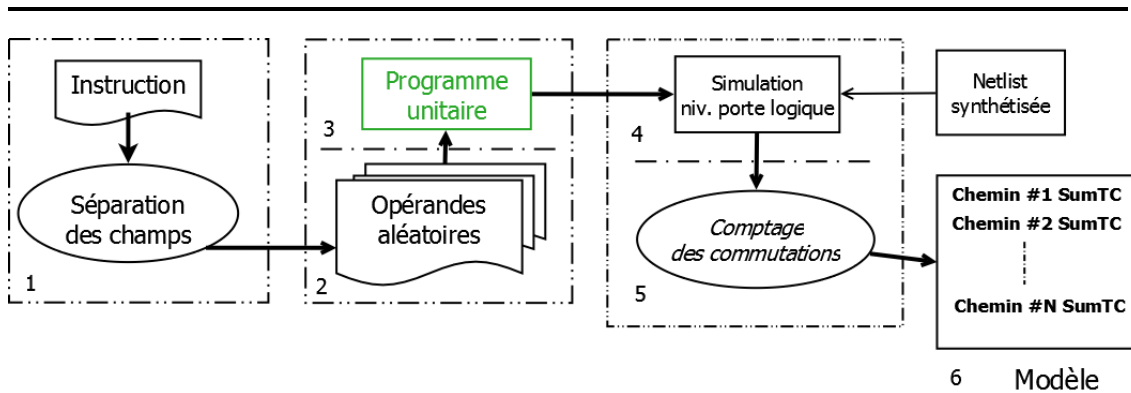 Instruction
Séparation
des champs
1
Programme
unitaire
3
Opérandes
aléatoires
2
Simulation
niv. porte logique
4
Comptage
des commutations
5
Netlist
synthétisée
Chemin #1 SumTC
Chemin #2 SumTC
Chemin #N SumTC
6
Modèle